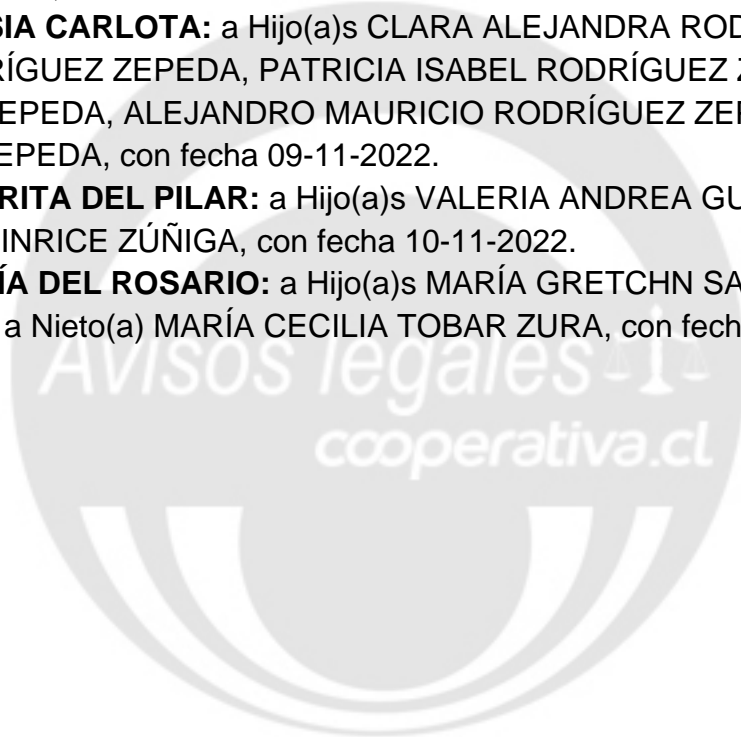 SIA CARLOTA: a Hijo(a)s CLARA ALEJANDRA ROD
RÍGUEZ ZEPEDA, PATRICIA ISABEL RODRÍGUEZ
EPEDA, ALEJANDRO MAURICIO RODRÍGUEZ ZEP
EPEDA, con fecha 09-11-2022.
RITA DEL PILAR: a Hijo(a)s VALERIA ANDREA GU
INRICE ZÚÑIGA, con fecha 10-11-2022.
ÍA DEL ROSARIO: a Hijo(a)s MARÍA GRETCHN SA
a Nieto(a) MARÍA CECILIA TOBAR ZURA, con fech
Avisos legales
cooperativa.cl